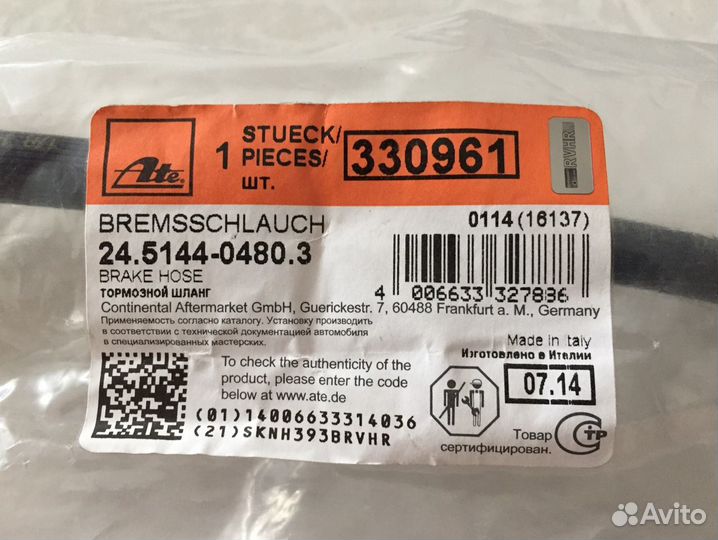 Ate
1 STUECK/
PIECES/
шт.
330961
RVHR
BREMSSCHLAUCH
24.5144-0480.3
BRAKE HOSE
ТОРМОЗНОЙ ШЛАНГ
0114 (16137)
4 006633 327886
Continental Aftermarket GmbH, Guerickestr. 7, 60488 Frankfurt a. M., Germany
Применяемость согласно каталогу. Установку производить
в соответствии с технической документацией автомобиля
в специализированных мастерских.
Made in Italy
Изготовлено в Италии
07.14
To check the authenticity of the
product, please enter the code
below at www.ate.de
(01)14006633314036
(21)SKNH393BRVHR
Товар
сертифицирован.
СТР
Avito